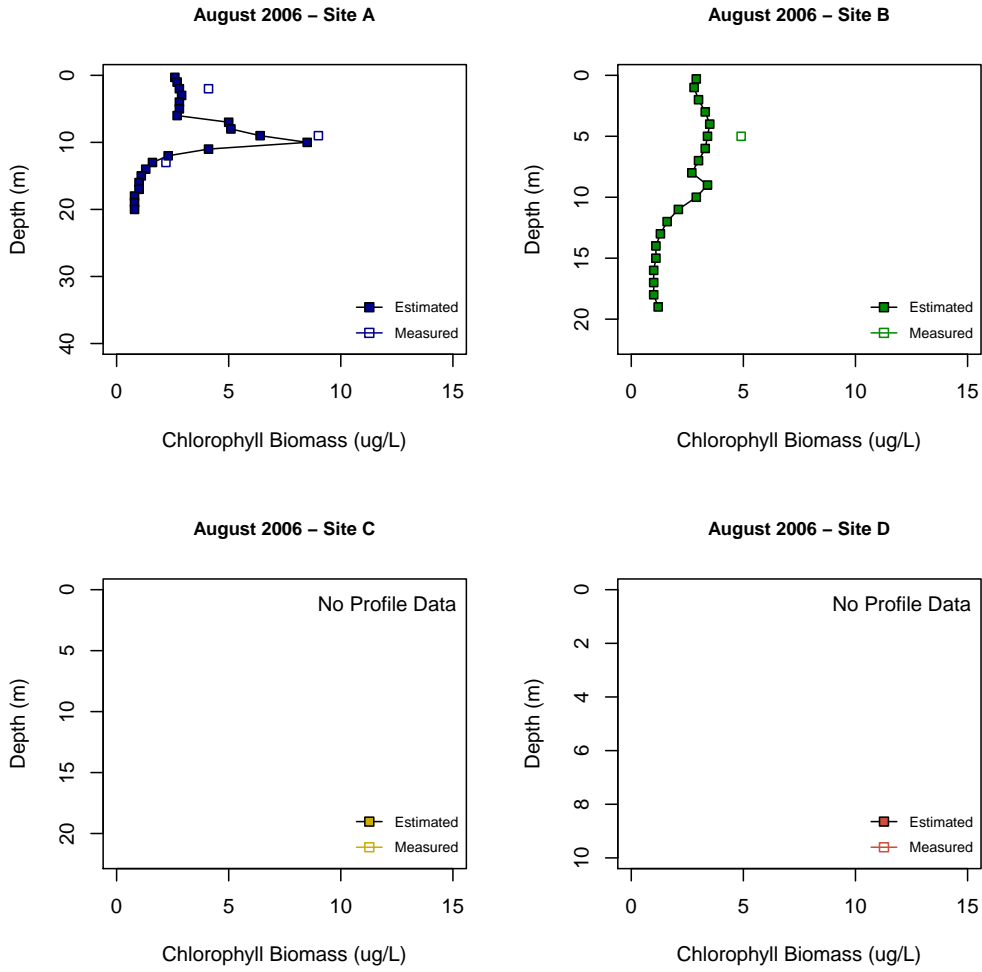 August 2006 – Site A
0
10
20
30
40
Depth (m)
Estimated
Measured
0 5 10 15
Chlorophyll Biomass (ug/L)
August 2006 – Site B
0
5
10
15
20
Depth (m)
Estimated
Measured
0 5 10 15
Chlorophyll Biomass (ug/L)
August 2006 – Site C
No Profile Data
0
5
10
15
20
Depth (m)
Estimated
Measured
0 5 10 15
Chlorophyll Biomass (ug/L)
August 2006 – Site D
No Profile Data
0
2
4
6
8
10
Depth (m)
Estimated
Measured
0 5 10 15
Chlorophyll Biomass (ug/L)